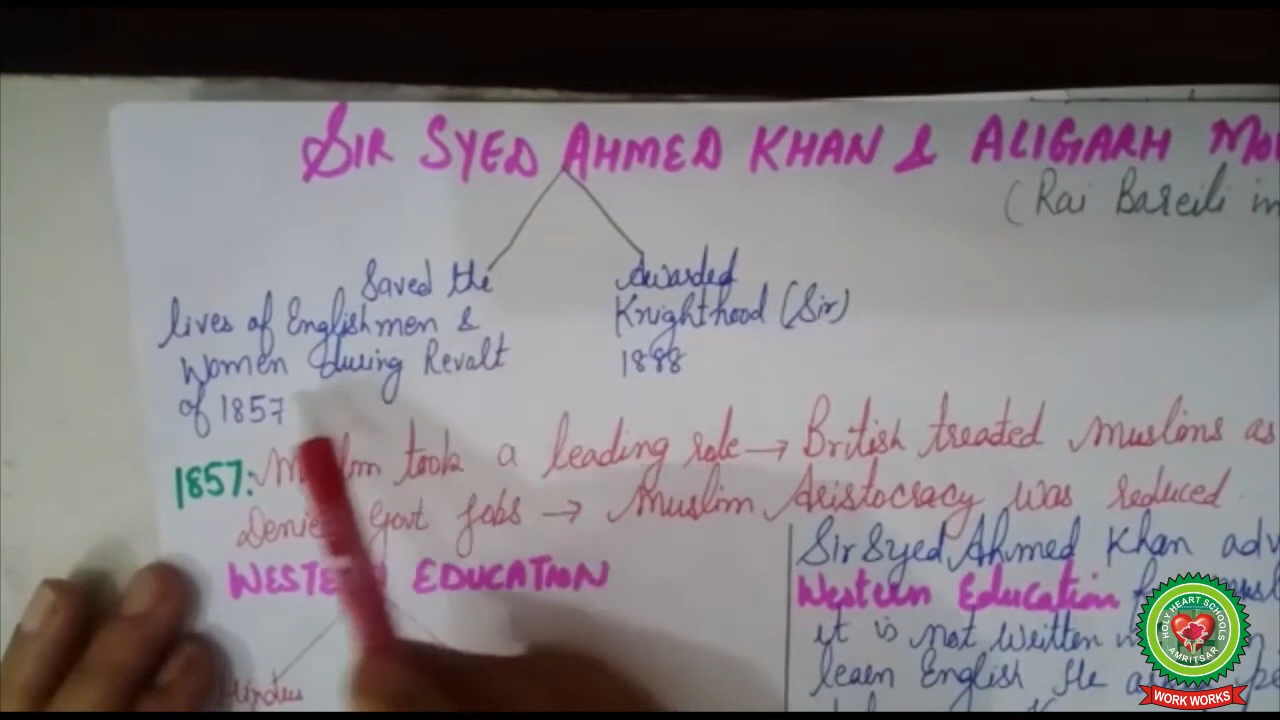 SIR SYED AHMED KHAN & ALIGARH
(Rai Bareili in
Saved the
lives of Englishmen &
Women during Revalt
of 1857
Awarded
Knighthood (Sir)
1888
1857: took a leading role → British treated Muslims as
Govt Jobs → Muslim Aristocracy was reduced
WESTERN EDUCATION
Sir Syed Ahmed Khan
Western Education
it is not written
learn English He
HOLY HEART SCHOOLS
AMRITSAR
WORK WORKS